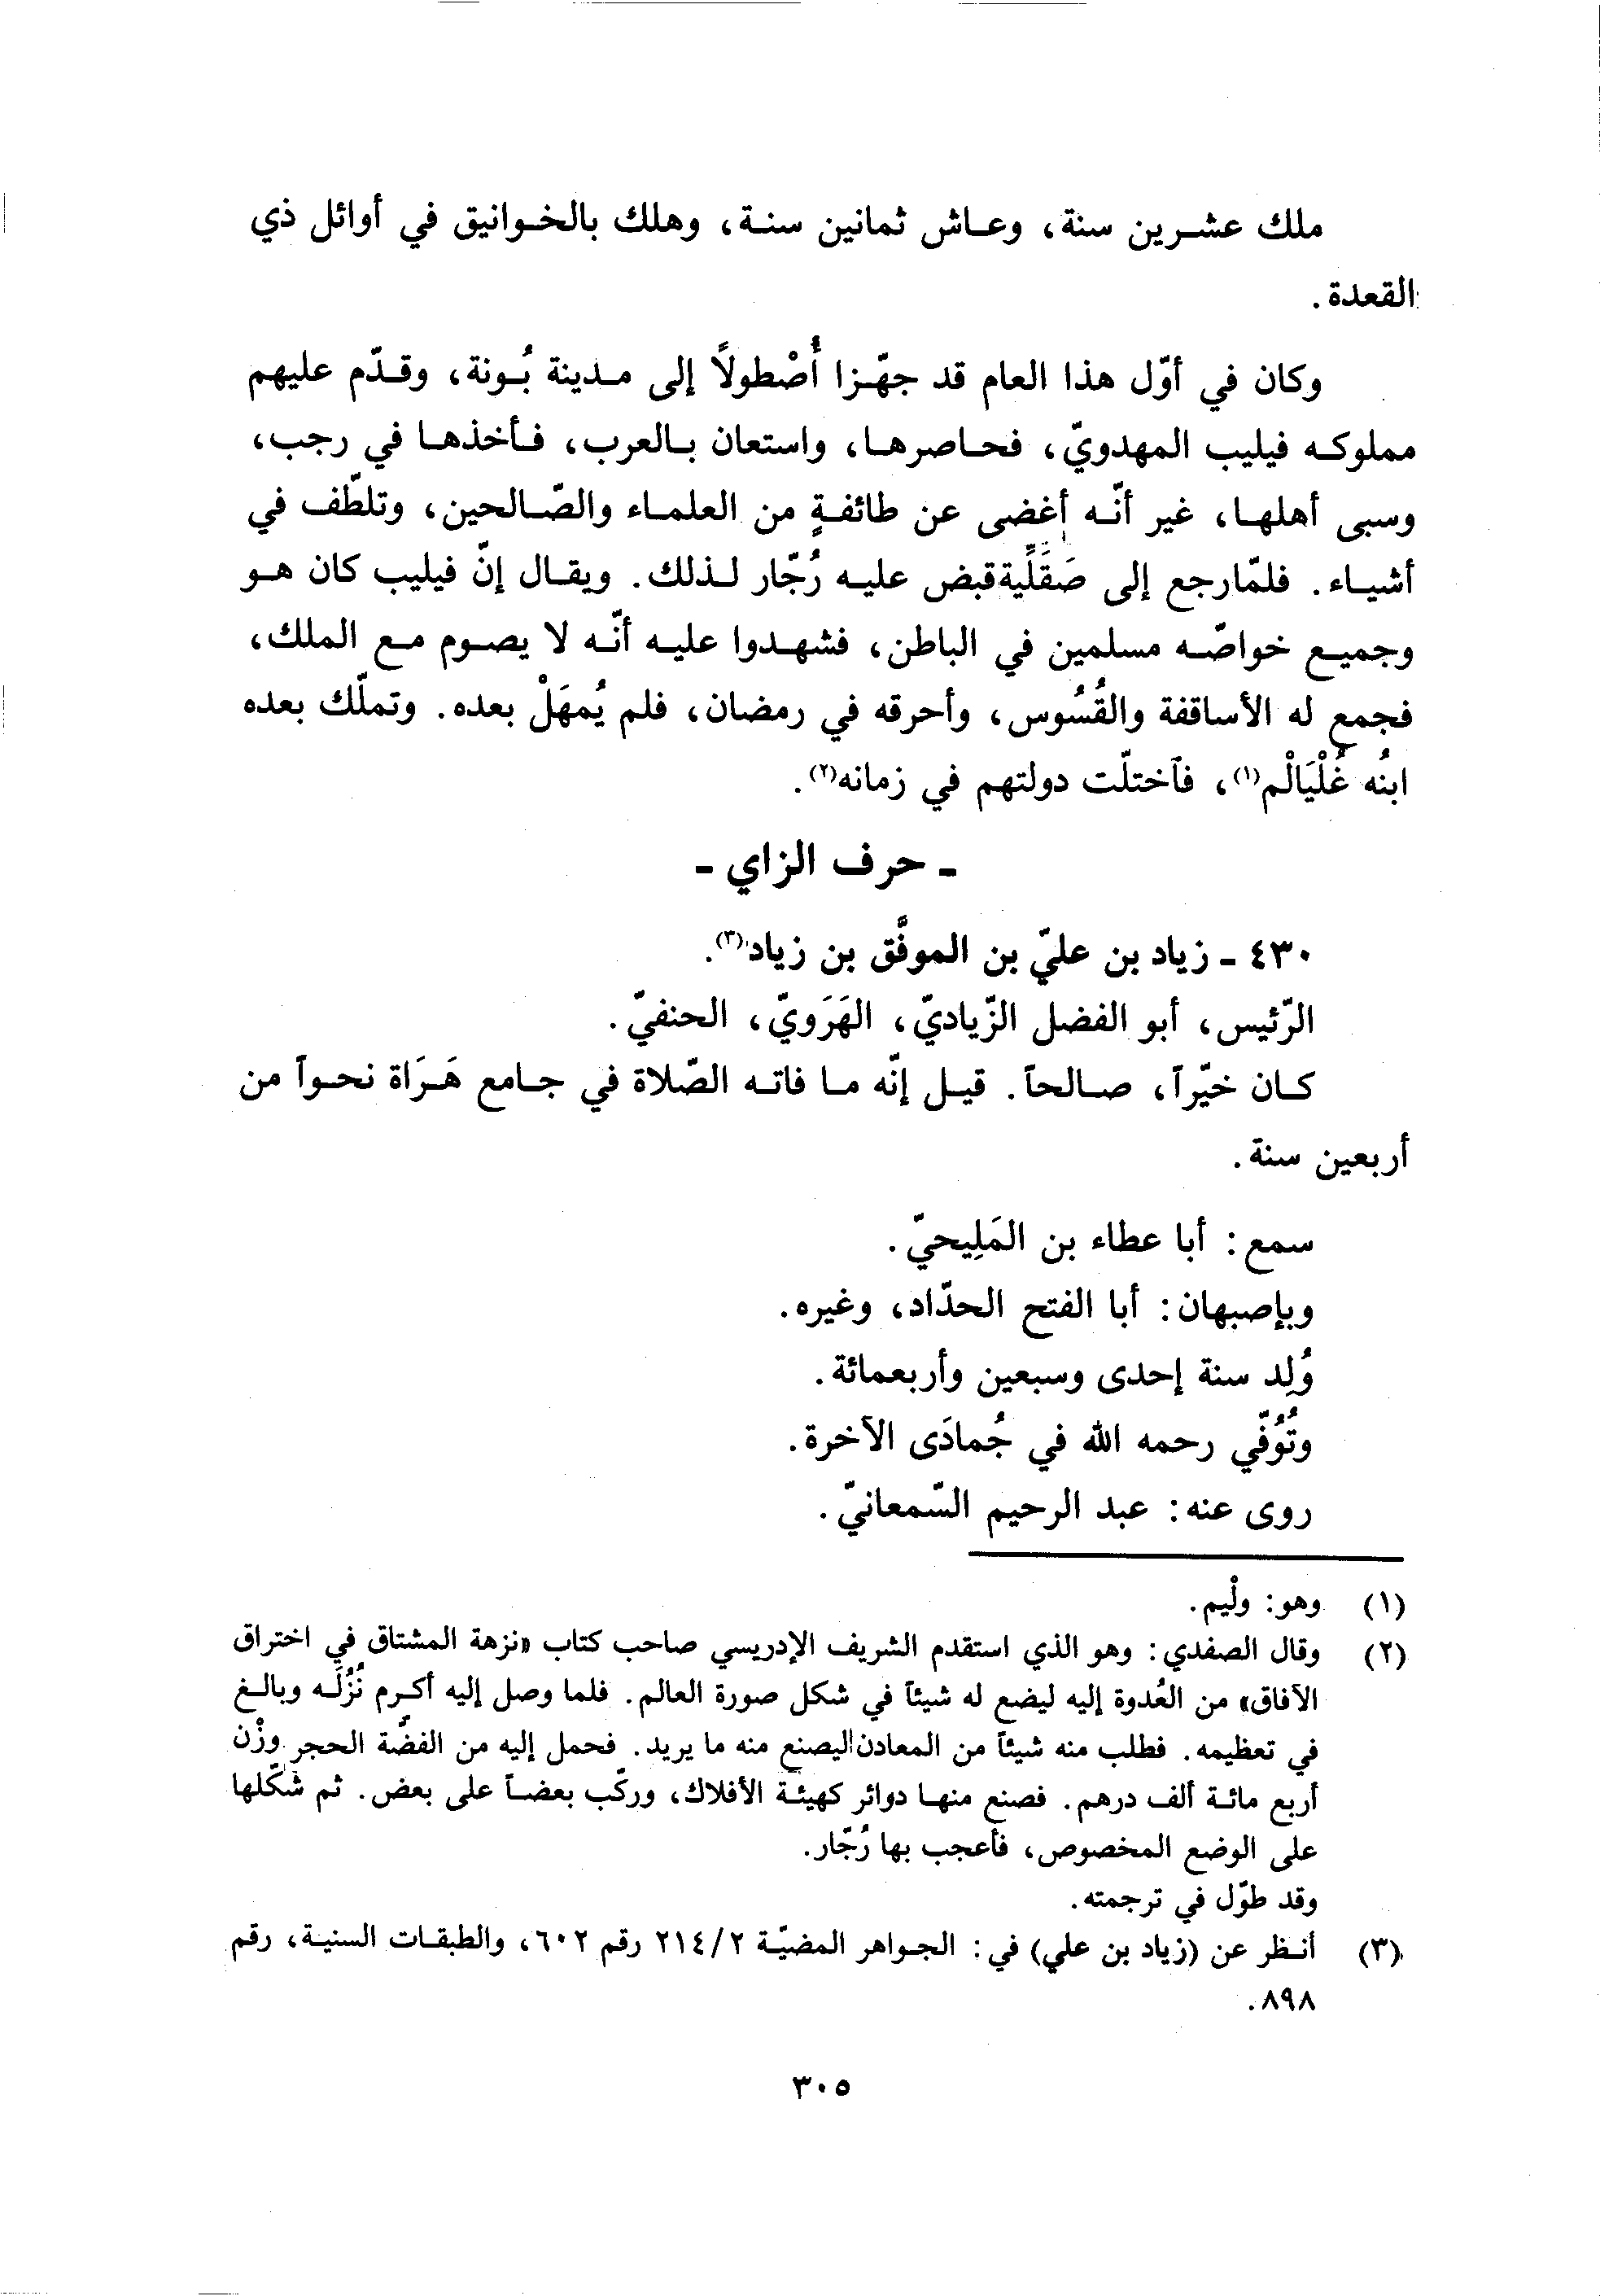 ملك عشرين سنة، وعاش ثمانين سنة، وهلك بالخوانيق في أوائل ذي
القعدة.
وكان في أوّل هذا العام قد جهّزا أُصْطولاً إلى مدينة بُونة، وقدّم عليهم
مملوكه فيليب المهدويّ، فحاصرها، واستعان بالعرب، فأخذها في رجب،
وسبى أهلها، غير أنّه أغضى عن طائفةٍ من العلماء والصّالحين، وتلطّف في
أشياء. فلمّا رجع إلى صَقَلِّية قبض عليه رُجّار لذلك. ويقال إنّ فيليب كان هو
وجميع خواصّه مسلمين في الباطن، فشهدوا عليه أنّه لا يصوم مع الملك،
فجمع له الأساقفة والقُسُوس، وأحرقه في رمضان، فلم يُمهَلْ بعده. وتملّك بعده
ابنُه غُلْيَالْم(١)، فآختلّت دولتهم في زمانه(٢).
- حرف الزاي -
٤٣٠ - زياد بن عليّ بن الموفَّق بن زياد(٣).
الرّئيس، أبو الفضل الزّياديّ، الهَرَويّ، الحنفيّ.
كان خيّراً، صالحاً. قيل إنّه ما فاته الصّلاة في جامع هَرَاة نحواً من
أربعين سنة.
سمع: أبا عطاء بن المَلِيحيّ.
وبإصبهان: أبا الفتح الحدّاد، وغيره.
وُلِد سنة إحدى وسبعين وأربعمائة.
وتُوُفّي رحمه الله في جُمادَى الآخرة.
روى عنه: عبد الرحيم السّمعانيّ.
(١) وهو: ولْيم.
(٢) وقال الصفدي: وهو الذي استقدم الشريف الإدريسي صاحب كتاب «نزهة المشتاق في اختراق
الآفاق» من العُدوة إليه ليضع له شيئاً في شكل صورة العالم. فلما وصل إليه أكرم نُزُلَه وبالغ
في تعظيمه. فطلب منه شيئاً من المعادن ليصنع منه ما يريد. فحمل إليه من الفضّة الحجر وزْن
أربع مائة ألف درهم. فصنع منها دوائر كهيئة الأفلاك، وركّب بعضاً على بعض. ثم شكّلها
على الوضع المخصوص، فأعجب بها رُجّار.
وقد طوّل في ترجمته.
(٣) أنظر عن (زياد بن علي) في: الجواهر المضيّة ٢١٤/٢ رقم ٦٠٢، والطبقات السنية، رقم
٨٩٨.
٣٠٥